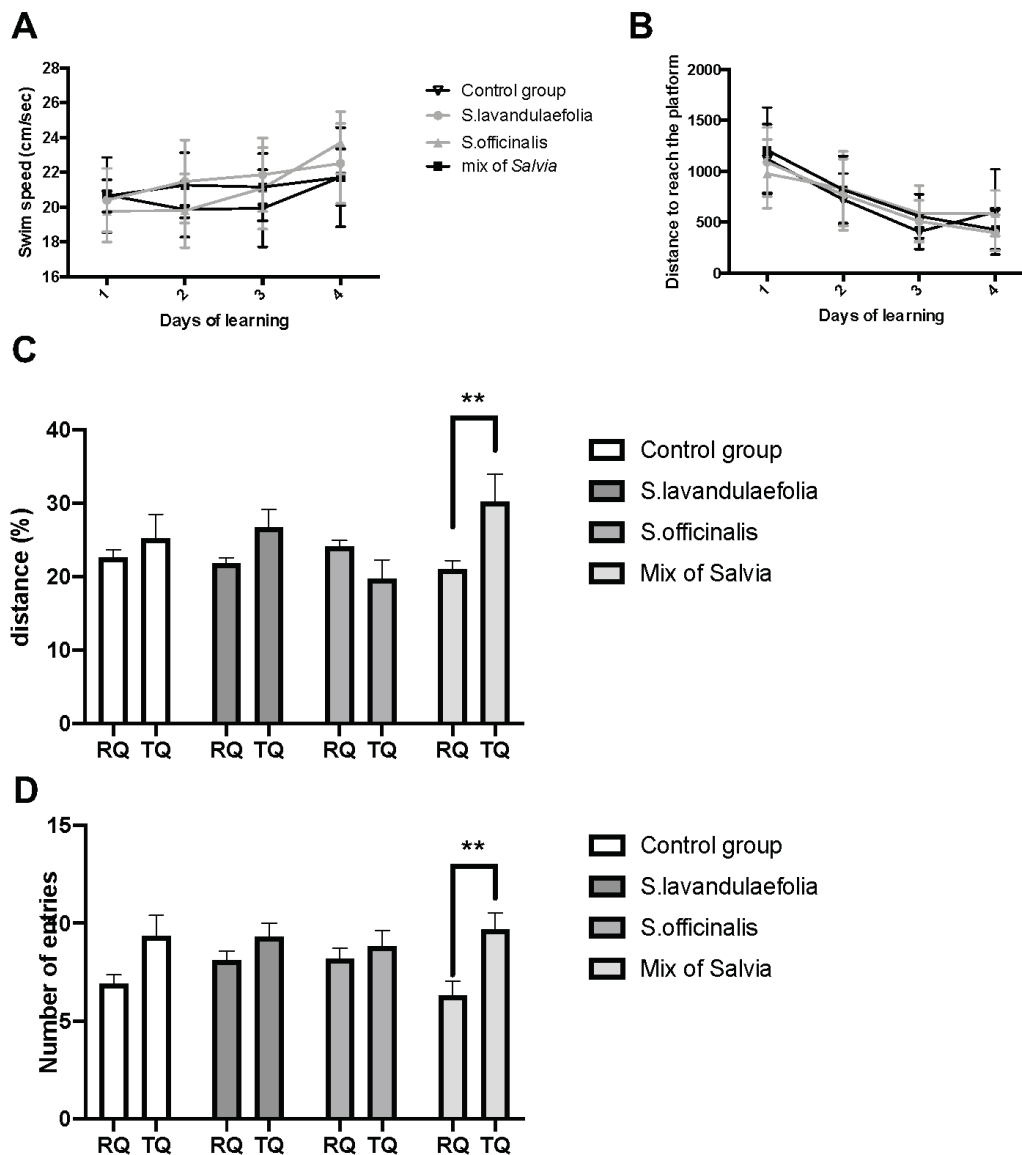 A
Swim speed (cm/sec)
28
26
24
22
20
18
16
1 2 3 4
Days of learning
Control group
S.lavandulaefolia
S.officinalis
mix of Salvia
B
Distance to reach the platform
2000
1500
1000
500
0
1 2 3 4
Days of learning
C
distance (%)
40
30
20
10
0
**
RQ TQ RQ TQ RQ TQ RQ TQ
Control group
S.lavandulaefolia
S.officinalis
Mix of Salvia
D
Number of entries
15
10
5
0
**
RQ TQ RQ TQ RQ TQ RQ TQ
Control group
S.lavandulaefolia
S.officinalis
Mix of Salvia